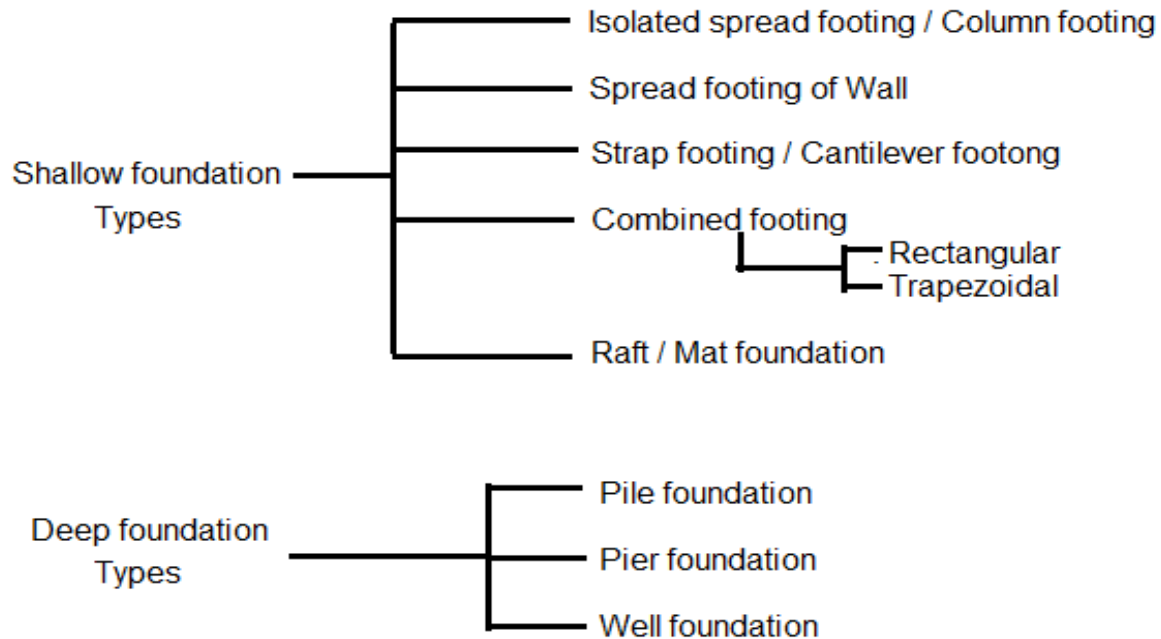 Isolated spread footing / Column footing
Spread footing of Wall
Strap footing / Cantilever footong
Shallow foundation
Types
Combined footing
Rectangular
Trapezoidal
Raft / Mat foundation
Pile foundation
Deep foundation
Types
Pier foundation
Well foundation